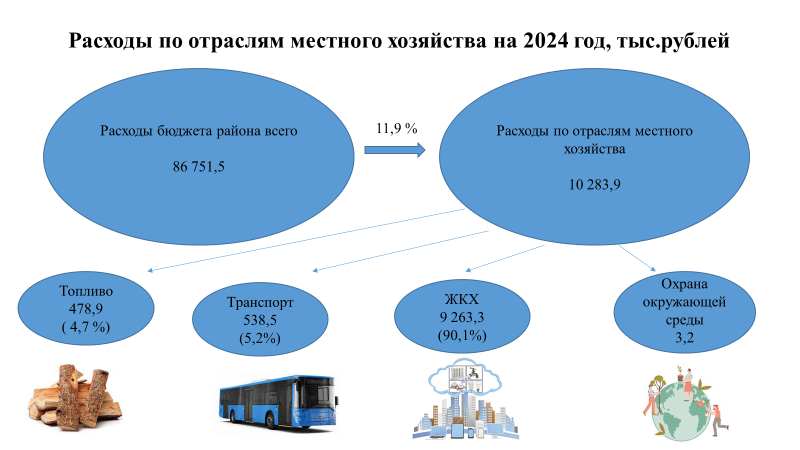 Расходы по отраслям местного хозяйства на 2024 год, тыс.рублей
Расходы бюджета района всего
86 751,5
11,9 %
Расходы по отраслям местного
хозяйства
10 283,9
Топливо
478,9
( 4,7 %)
Транспорт
538,5
(5,2%)
ЖКХ
9 263,3
(90,1%)
Охрана
окружающей
среды
3,2